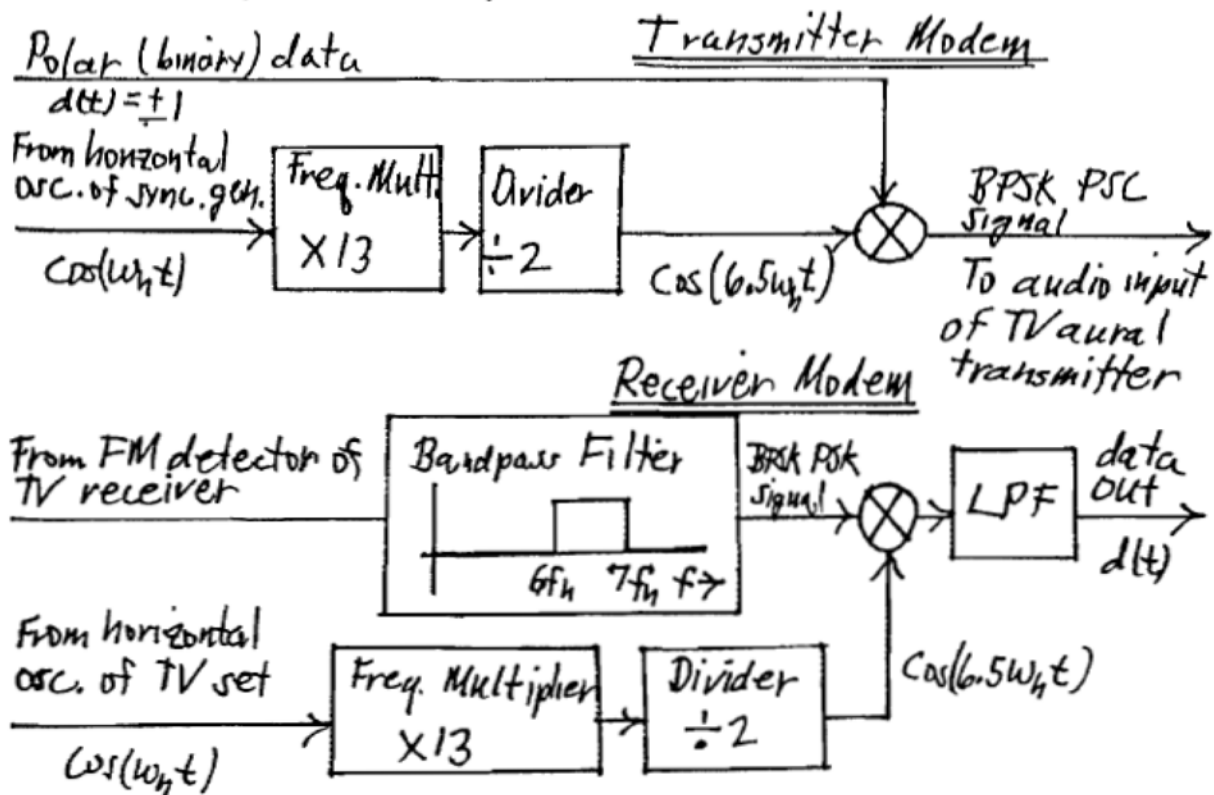 Transmitter Modem
Polar (binary) data
d(t) = ±1
From horizontal
osc. of sync. gen.
cos(ωₕt)
Freq. Mult.
X13
Divider
÷2
cos(6.5ωₕt)
BPSK PSC
signal
To audio input
of TV aural
transmitter
Receiver Modem
From FM detector of
TV receiver
Bandpass Filter
6fₕ 7fₕ f→
BPSK PSK
signal
LPF
data
out
d(t)
From horizontal
osc. of TV set
cos(ωₕt)
Freq. Multiplier
X13
Divider
÷2
cos(6.5ωₕt)